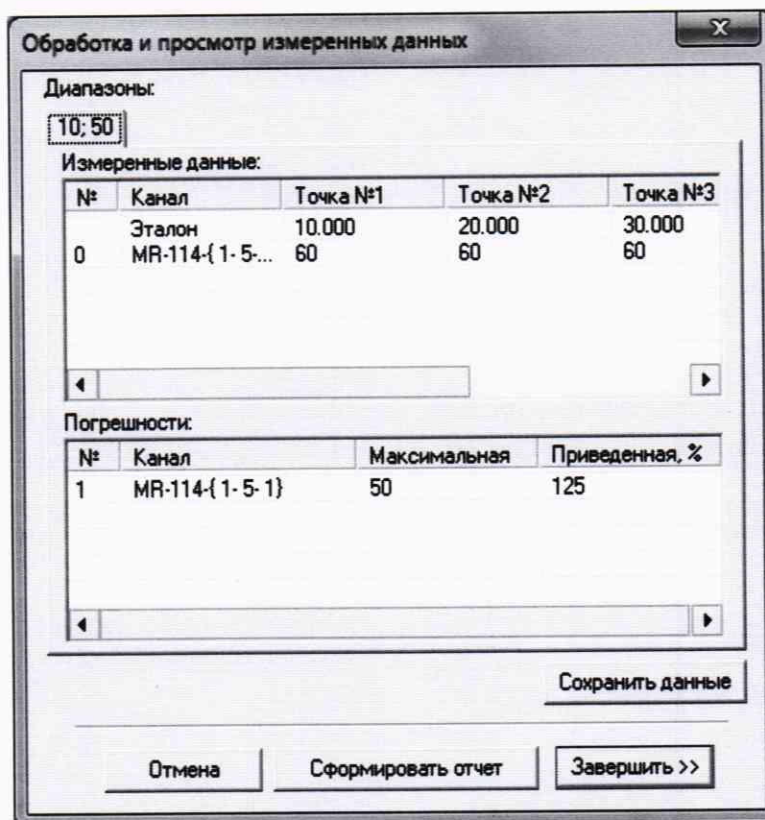 Обработка и просмотр измеренных данных
x
Диапазоны:
10; 50
Измеренные данные:
№ Канал Точка №1 Точка №2 Точка №3
Эталон 10.000 20.000 30.000
0 MR-114-{ 1- 5-... 60 60 60
Погрешности:
№ Канал Максимальная Приведенная, %
1 MR-114-{ 1- 5- 1} 50 125
Сохранить данные
Отмена Сформировать отчет Завершить >>